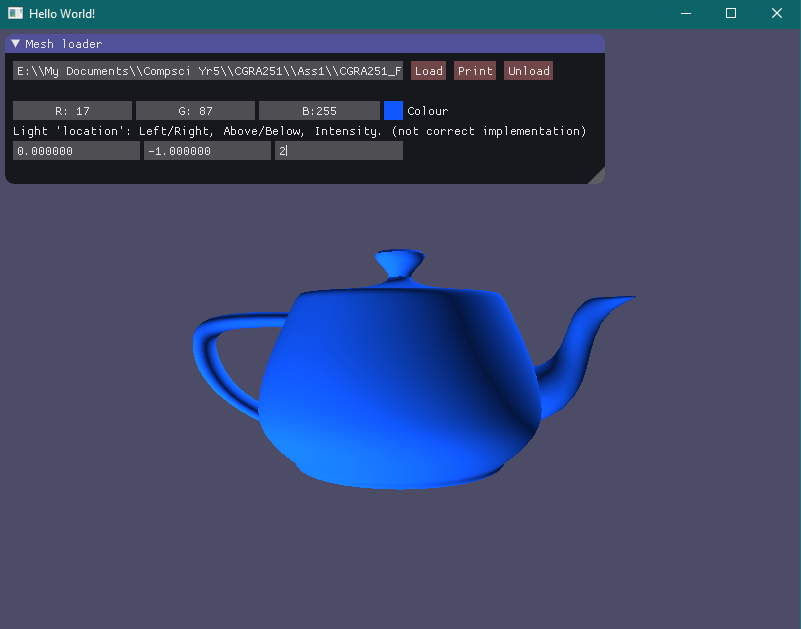 Hello World!
Mesh loader
E:\\My Documents\\Compsci Yr5\\CGRA251\\Ass1\\CGRA251_F Load Print Unload
R: 17 G: 87 B:255 Colour
Light 'location': Left/Right, Above/Below, Intensity. (not correct implementation)
0.000000 -1.000000 2